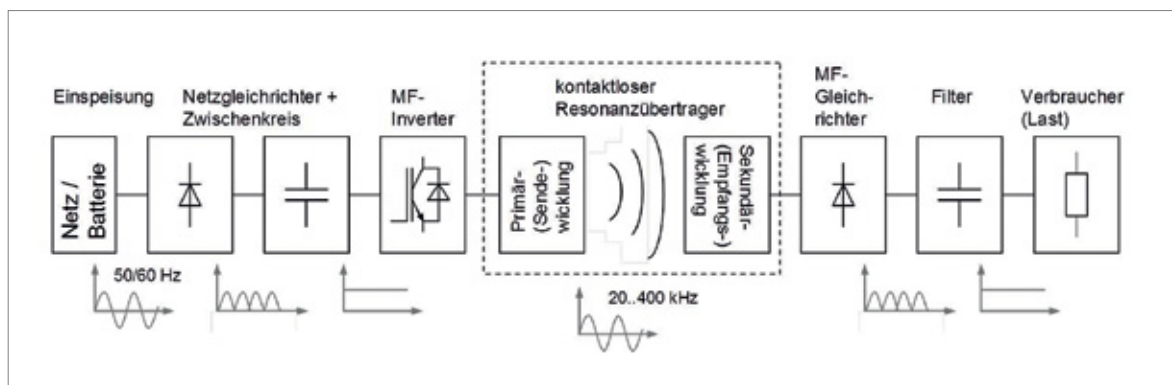 Einspeisung
Netzgleichrichter +
Zwischenkreis
MF-
Inverter
kontaktloser
Resonanzübertrager
MF-
Gleich-
richter
Filter
Verbraucher
(Last)
Netz /
Batterie
Primär-
(Sende-)
wicklung
Sekundär-
(Empfangs-)
wicklung
50/60 Hz
20..400 kHz